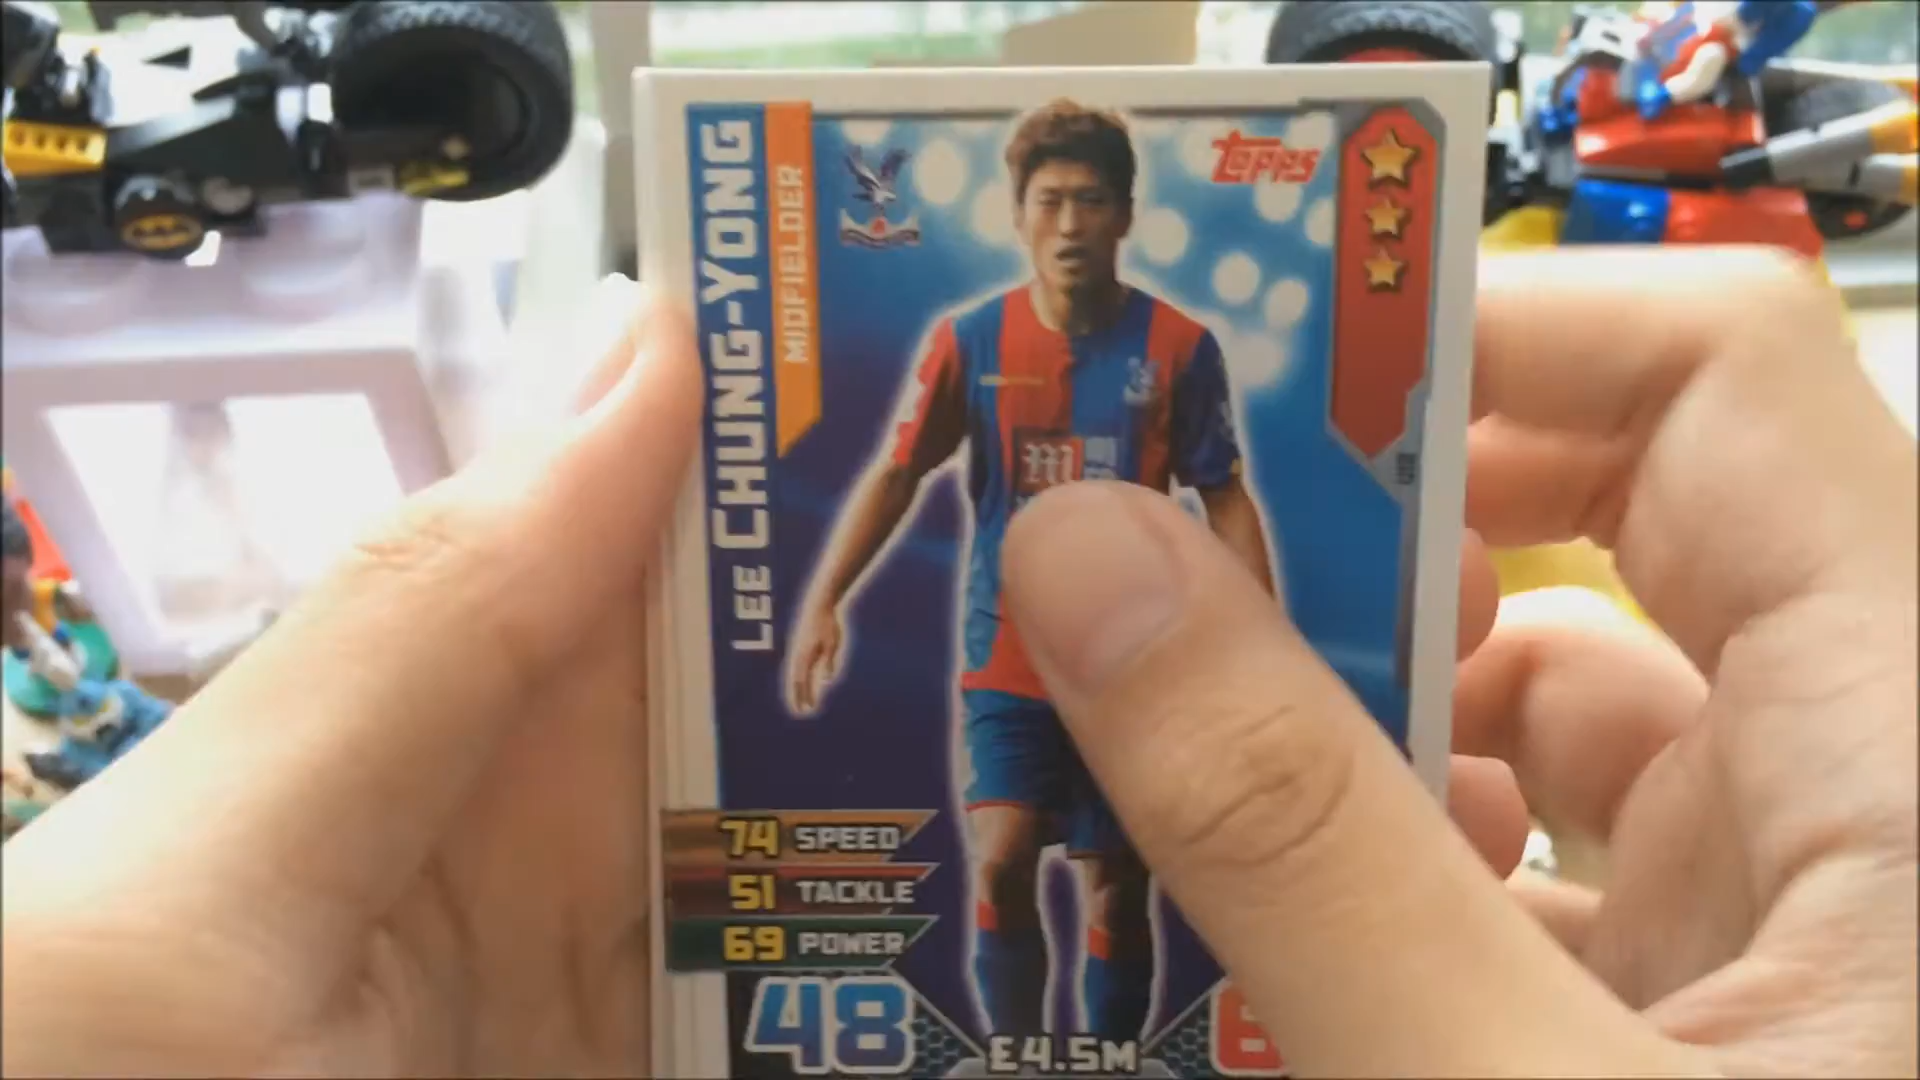 LEE CHUNG-YONG
MIDFIELDER
TOPPS
74 SPEED
51 TACKLE
69 POWER
48
£4.5M